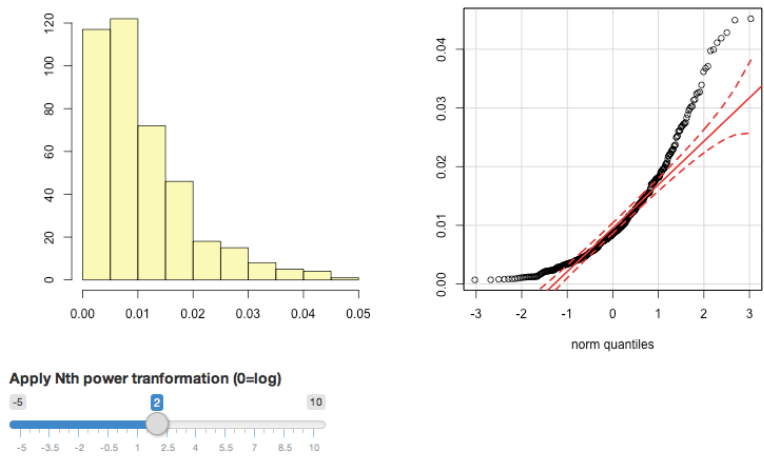 120
100
80
60
40
20
0
0.00 0.01 0.02 0.03 0.04 0.05
0.04
0.03
0.02
0.01
0.00
-3 -2 -1 0 1 2 3
norm quantiles
Apply Nth power tranformation (0=log)
-5 2 10
-5 -3.5 -2 -0.5 1 2.5 4 5.5 7 8.5 10